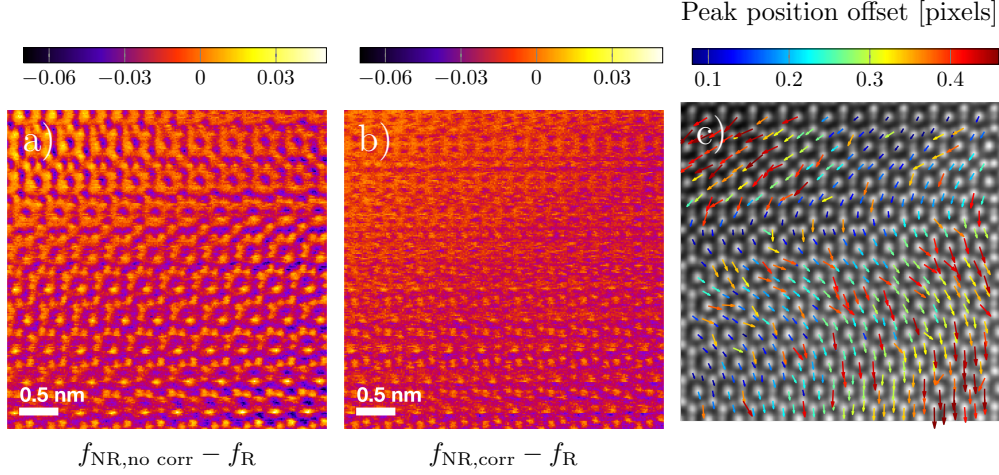 Peak position offset [pixels]
−0.06 −0.03 0 0.03
−0.06 −0.03 0 0.03
0.1 0.2 0.3 0.4
a)
b)
c)
0.5 nm
0.5 nm
f_NR,no corr − f_R
f_NR,corr − f_R